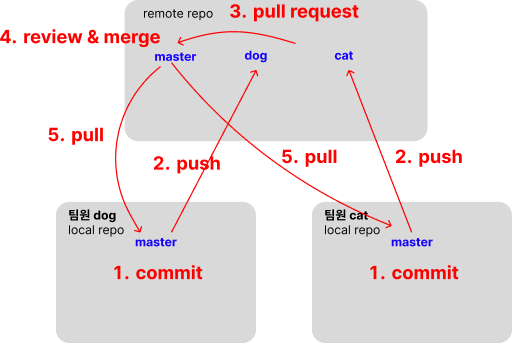 remote repo
3. pull request
4. review & merge
master
dog
cat
5. pull
2. push
5. pull
2. push
팀원 dog
local repo
master
1. commit
팀원 cat
local repo
master
1. commit